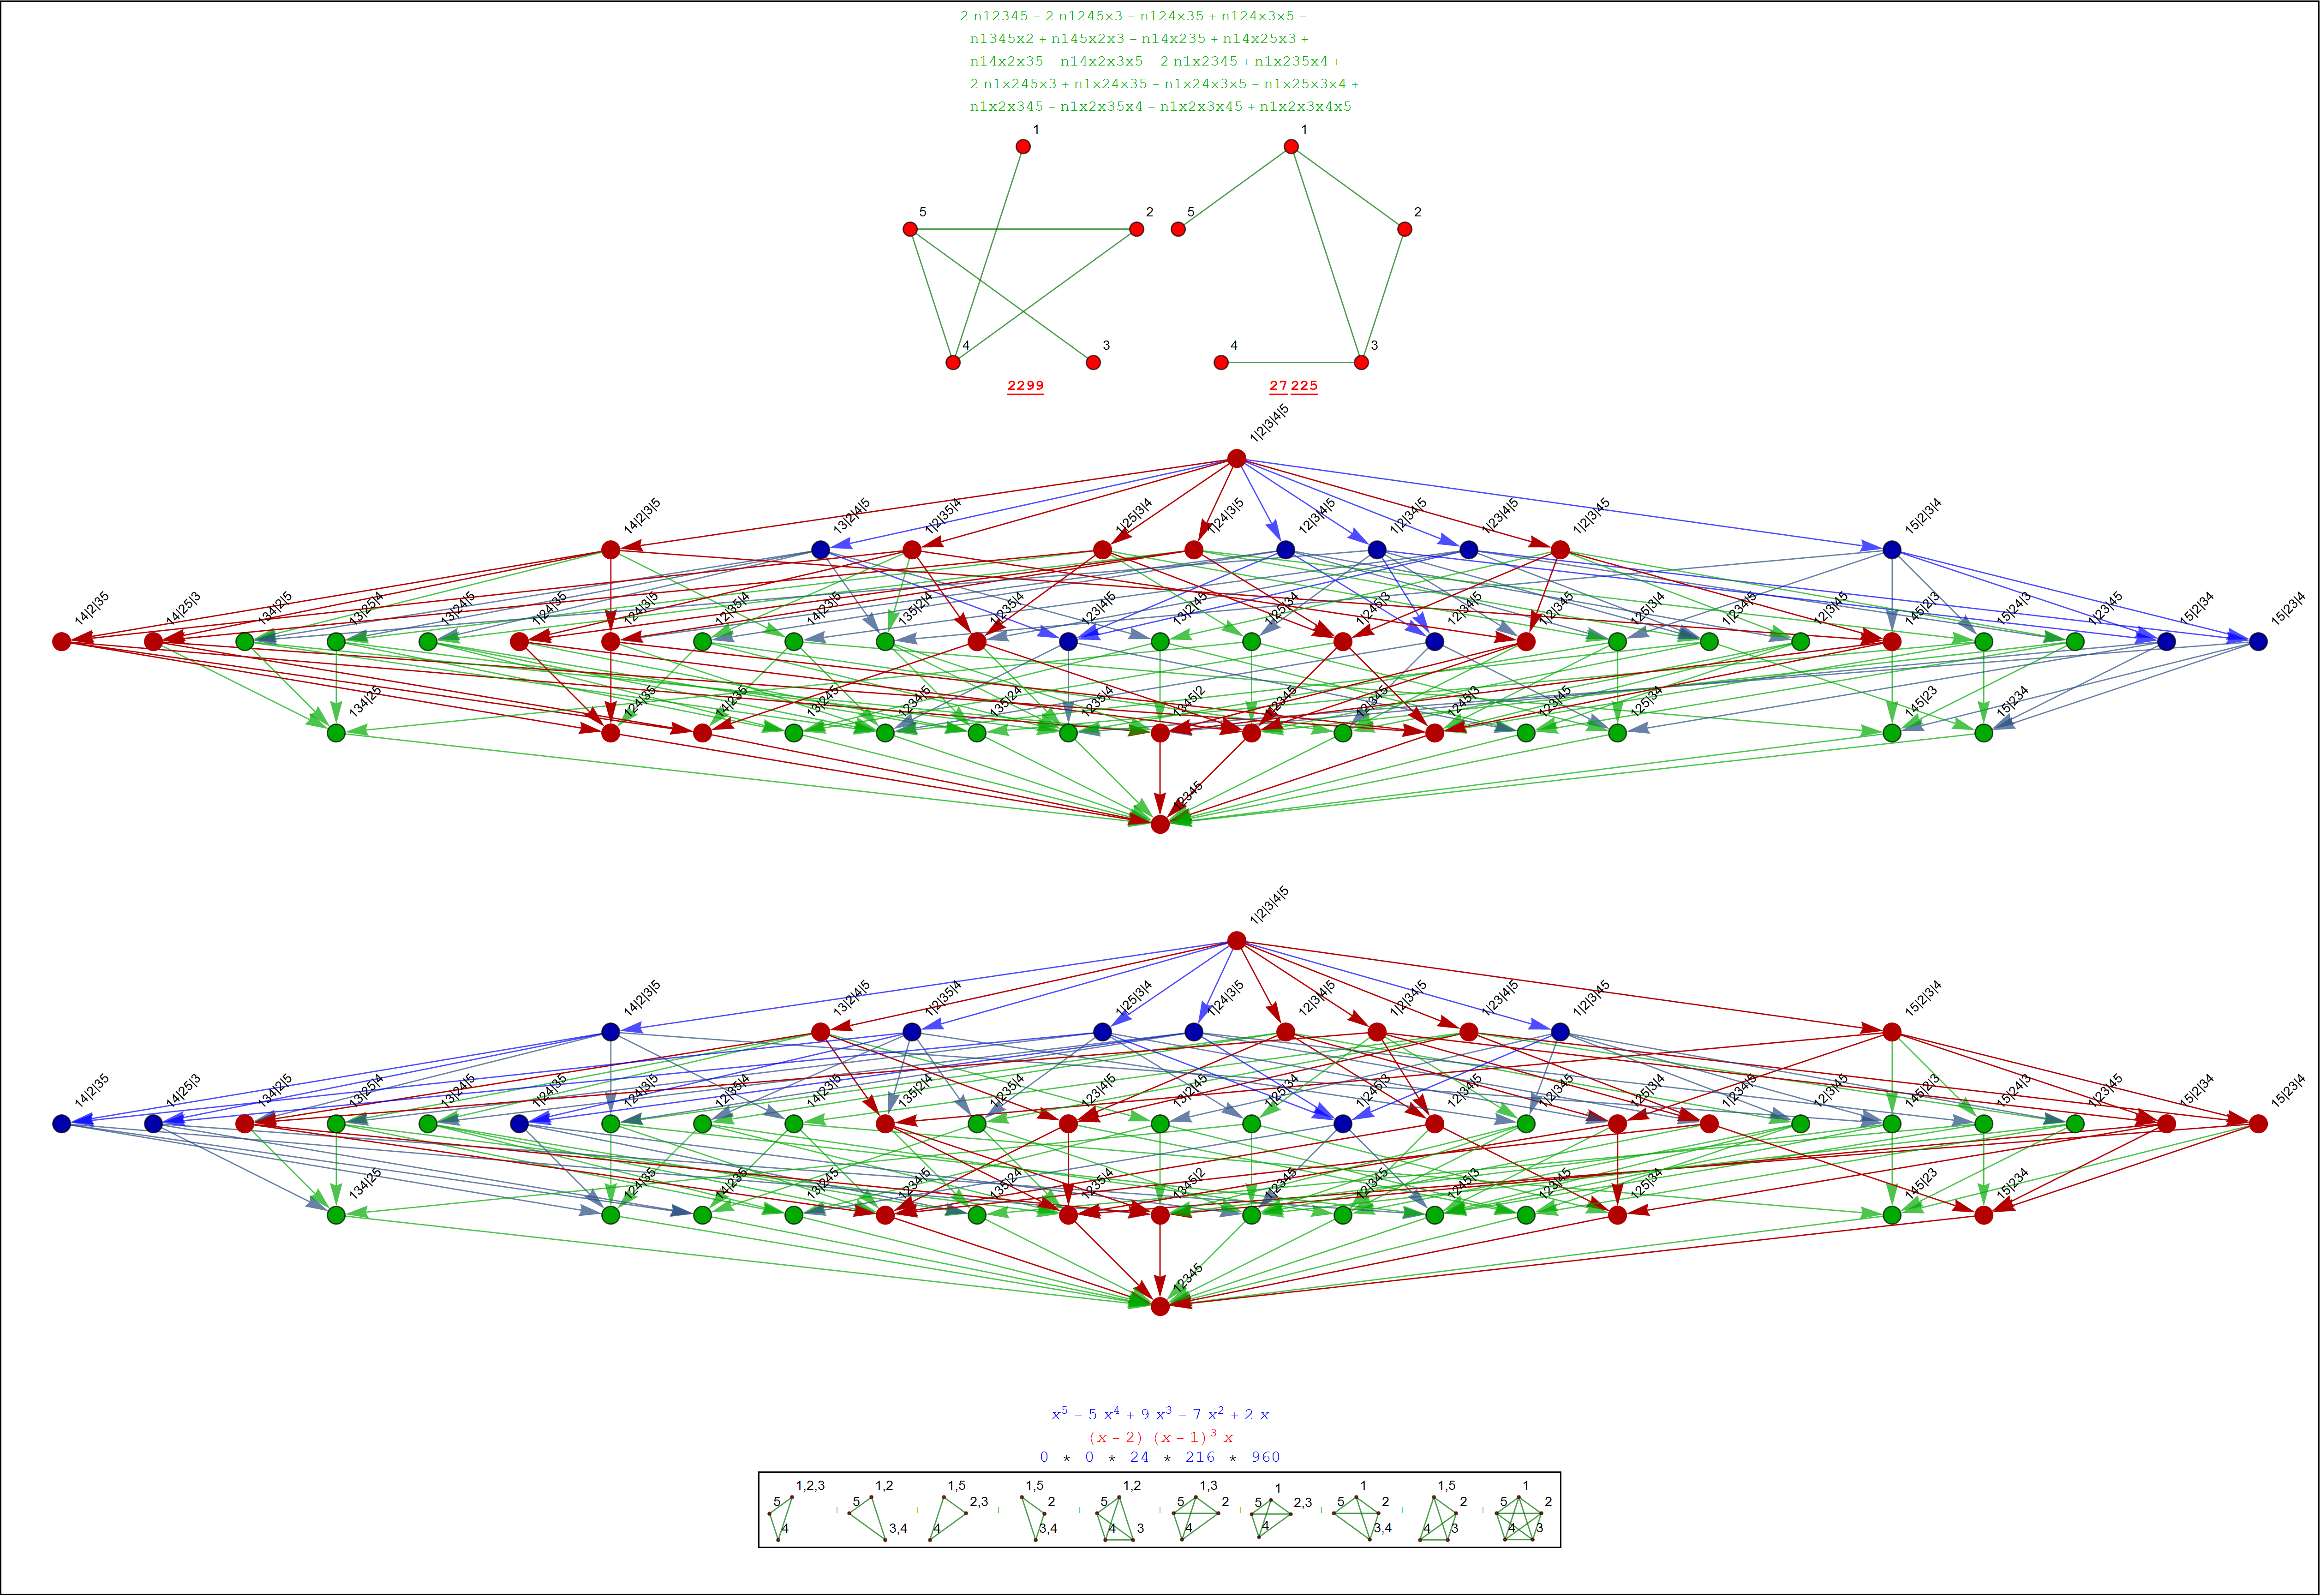 2 n12345 − 2 n1245x3 − n124x35 + n124x3x5 −
n1345x2 + n145x2x3 − n14x235 + n14x25x3 +
n14x2x35 − n14x2x3x5 − 2 n1x2345 + n1x235x4 +
2 n1x245x3 + n1x24x35 − n1x24x3x5 − n1x25x3x4 +
n1x2x345 − n1x2x35x4 − n1x2x3x45 + n1x2x3x4x5
1
5 2
4 3
2299
1
5 2
4 3
27 225
1|2|3|4|5
14|2|3|5 13|2|4|5 1|2|35|4 1|25|3|4 1|24|3|5 12|3|4|5 1|2|34|5 1|23|4|5 1|2|3|45 15|2|3|4
14|2|35 14|25|3 134|2|5 13|25|4 13|24|5 1|24|35 124|3|5 12|35|4 14|23|5 135|2|4 1|235|4 123|4|5 13|2|45 1|25|34 1|245|3 12|34|5 1|2|345 125|3|4 1|234|5 12|3|45 145|2|3 15|24|3 1|23|45 15|2|34 15|23|4
134|25 124|35 14|235 13|245 1234|5 135|24 1235|4 1345|2 1|2345 12|345 1245|3 123|45 125|34 145|23 15|234
12345
1|2|3|4|5
14|2|3|5 13|2|4|5 1|2|35|4 1|25|3|4 1|24|3|5 12|3|4|5 1|2|34|5 1|23|4|5 1|2|3|45 15|2|3|4
14|2|35 14|25|3 134|2|5 13|25|4 13|24|5 1|24|35 124|3|5 12|35|4 14|23|5 135|2|4 1|235|4 123|4|5 13|2|45 1|25|34 1|245|3 12|34|5 1|2|345 125|3|4 1|234|5 12|3|45 145|2|3 15|24|3 1|23|45 15|2|34 15|23|4
134|25 124|35 14|235 13|245 1234|5 135|24 1235|4 1345|2 1|2345 12|345 1245|3 123|45 125|34 145|23 15|234
12345
x⁵ − 5 x⁴ + 9 x³ − 7 x² + 2 x
(x − 2) (x − 1)³ x
0 * 0 * 24 * 216 * 960
1,2,3 5 4 + 1,2 5 3,4 + 1,5 2,3 4 + 1,5 2 3,4 + 1,2 5 4 3 + 1,3 5 2 4 + 1 5 2,3 4 + 1 5 2 3,4 + 1,5 2 4 3 + 1 5 2 4 3